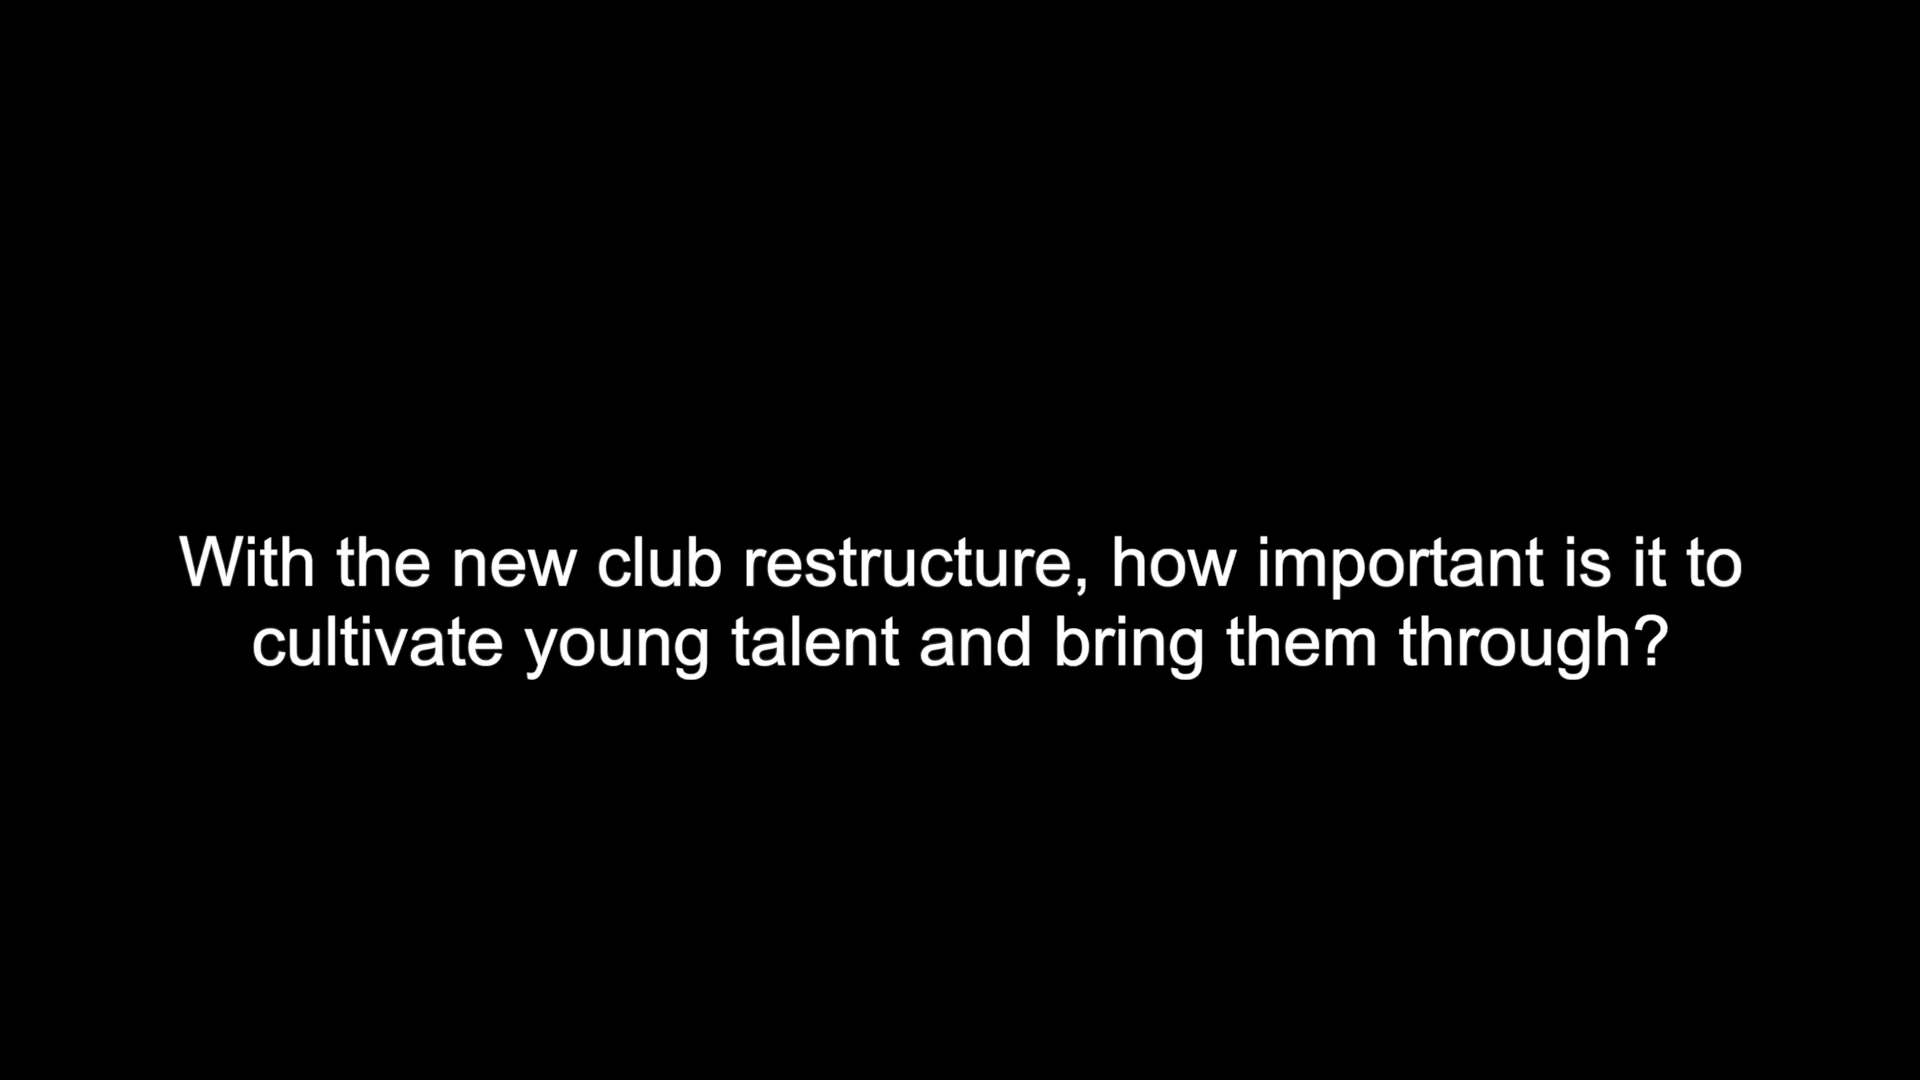 With the new club restructure, how important is it to
cultivate young talent and bring them through?